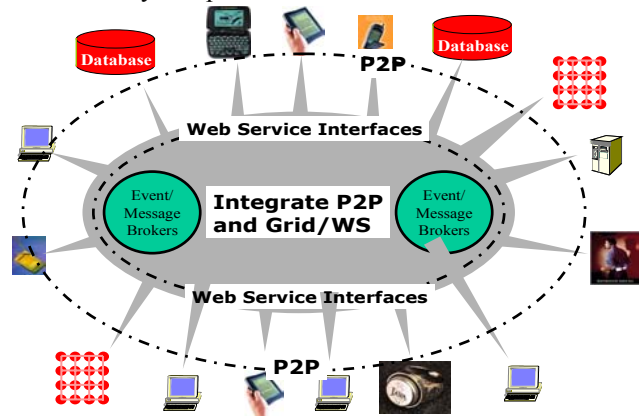 Database
Database
P2P
Web Service Interfaces
Event/
Message
Brokers
Integrate P2P
and Grid/WS
Event/
Message
Brokers
Web Service Interfaces
P2P